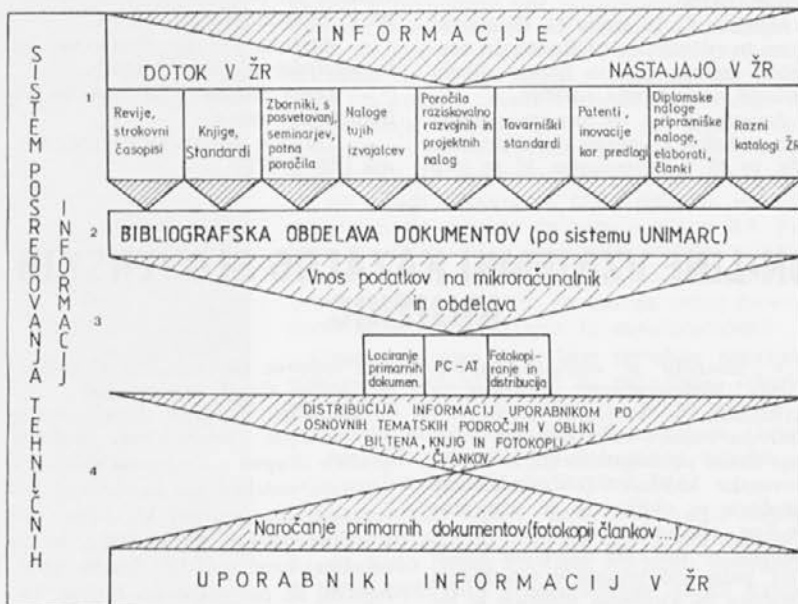 SISTEM POSREDOVANJA TEHNIČNIH
INFORMACIJ
INFORMACIJE
DOTOK V ŽR
NASTAJAJO V ŽR
1
Revije,
strokovni
časopisi
Knjige,
Standardi
Zborniki, s
posvetovanj,
seminarjev,
potna
poročila
Naloge
tujih
izvajalcev
Poročila
raziskovalno
razvojnih in
projektnih
nalog
Tovarniški
standardi
Patenti,
inovacije
kor. predlogi
Diplomske
naloge
pripravniške
naloge,
elaborati,
članki
Razni
katalogi ŽR
2
BIBLIOGRAFSKA OBDELAVA DOKUMENTOV (po sistemu UNIMARC)
Vnos podatkov na mikroračunalnik
in obdelava
3
Lociranje
primarnih
dokumen.
PC-AT
Fotokopi-
ranje in
distribucija
DISTRIBUCIJA INFORMACIJ UPORABNIKOM PO
OSNOVNIH TEMATSKIH PODROČJIH V OBLIKI
BILTENA, KNJIG IN FOTOKOPIJ
ČLANKOV
4
Naročanje primarnih dokumentov (fotokopij člankov...)
UPORABNIKI INFORMACIJ V ŽR